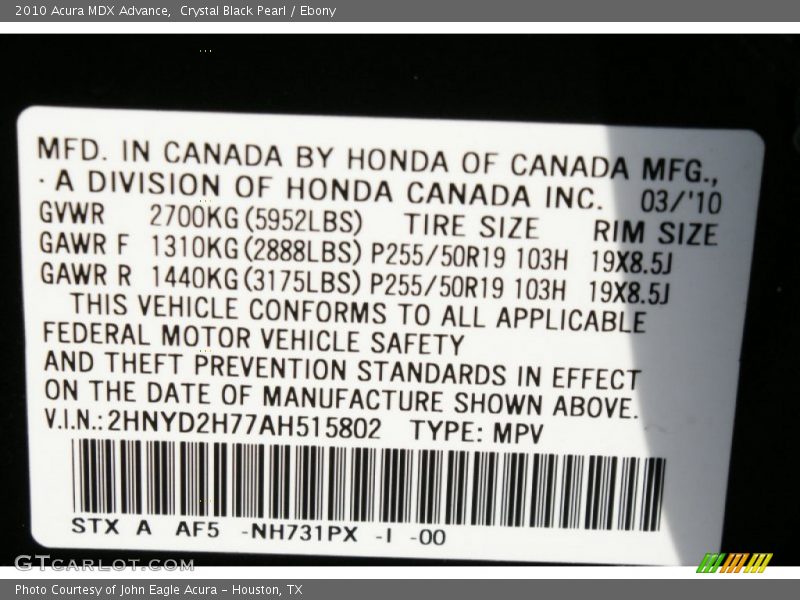 2010 Acura MDX Advance,  Crystal Black Pearl / Ebony
MFD. IN CANADA BY HONDA OF CANADA MFG.,
A DIVISION OF HONDA CANADA INC.   03/'10
GVWR   2700KG(5952LBS)   TIRE SIZE   RIM SIZE
GAWR F  1310KG(2888LBS) P255/50R19 103H  19X8.5J
GAWR R  1440KG(3175LBS) P255/50R19 103H  19X8.5J
THIS VEHICLE CONFORMS TO ALL APPLICABLE
FEDERAL MOTOR VEHICLE SAFETY
AND THEFT PREVENTION STANDARDS IN EFFECT
ON THE DATE OF MANUFACTURE SHOWN ABOVE.
V.I.N.:2HNYD2H77AH515802   TYPE: MPV
STX  A   AF5  -NH731PX  -I  -00
GTCARLOT.COM
Photo Courtesy of John Eagle Acura - Houston, TX